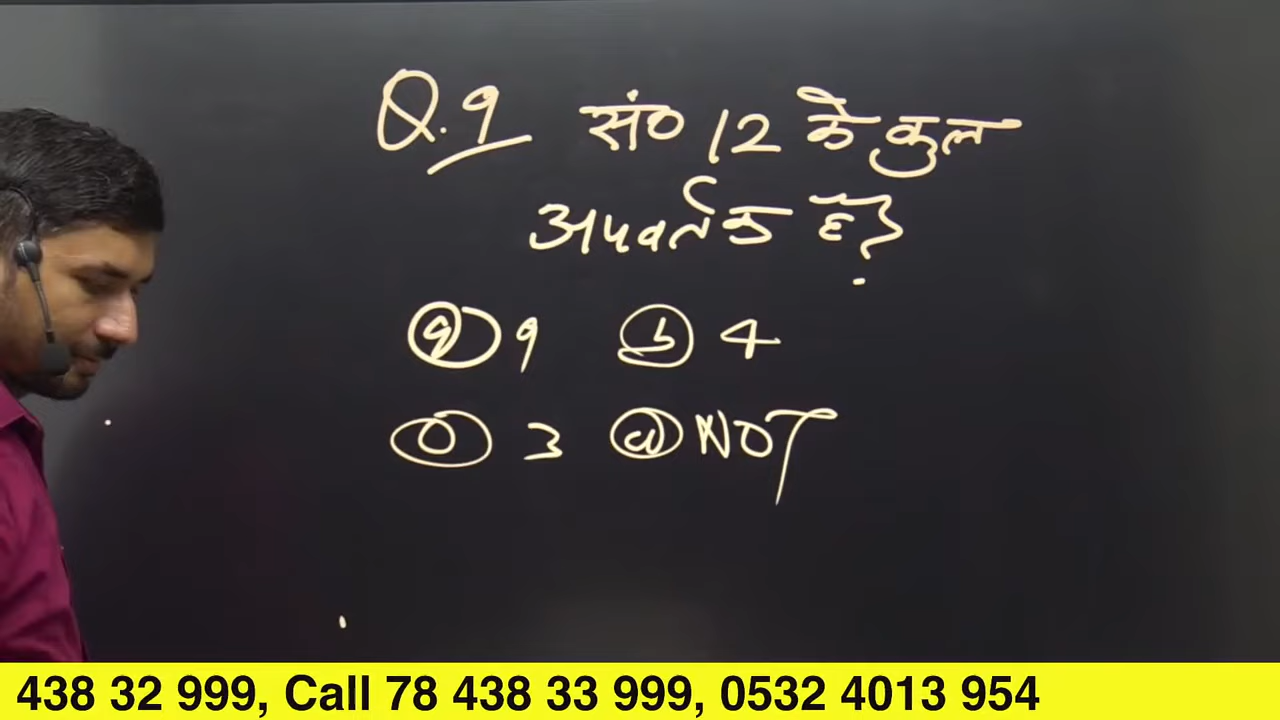 Q.9 सं० 12 के कुल
अपवर्तक है?
a 9 b 4
3 d NOT
438 32 999, Call 78 438 33 999, 0532 4013 954